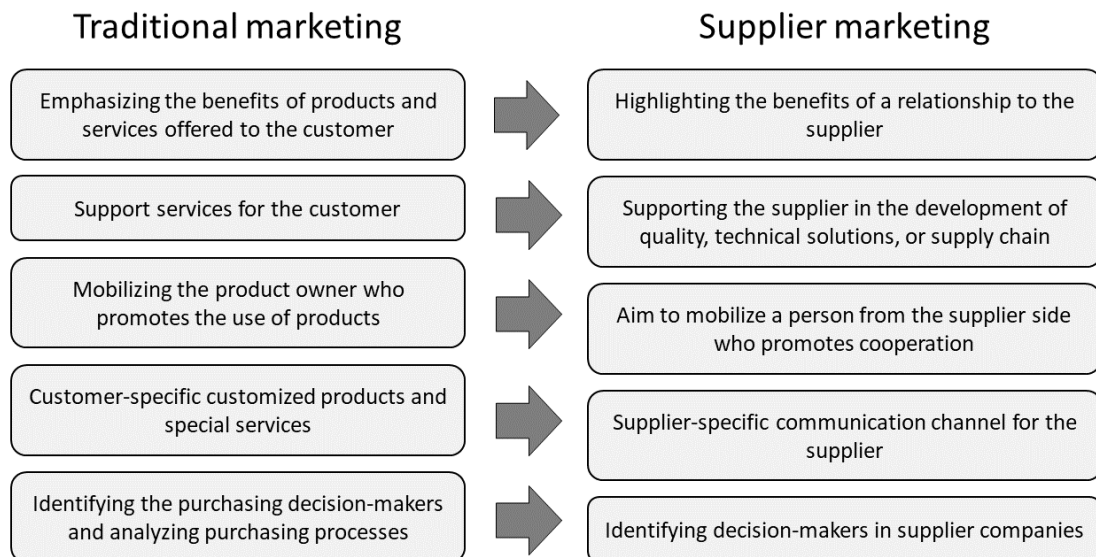 Traditional marketing
Supplier marketing
Emphasizing the benefits of products and
services offered to the customer
Highlighting the benefits of a relationship to the
supplier
Support services for the customer
Supporting the supplier in the development of
quality, technical solutions, or supply chain
Mobilizing the product owner who
promotes the use of products
Aim to mobilize a person from the supplier side
who promotes cooperation
Customer-specific customized products and
special services
Supplier-specific communication channel for the
supplier
Identifying the purchasing decision-makers
and analyzing purchasing processes
Identifying decision-makers in supplier companies